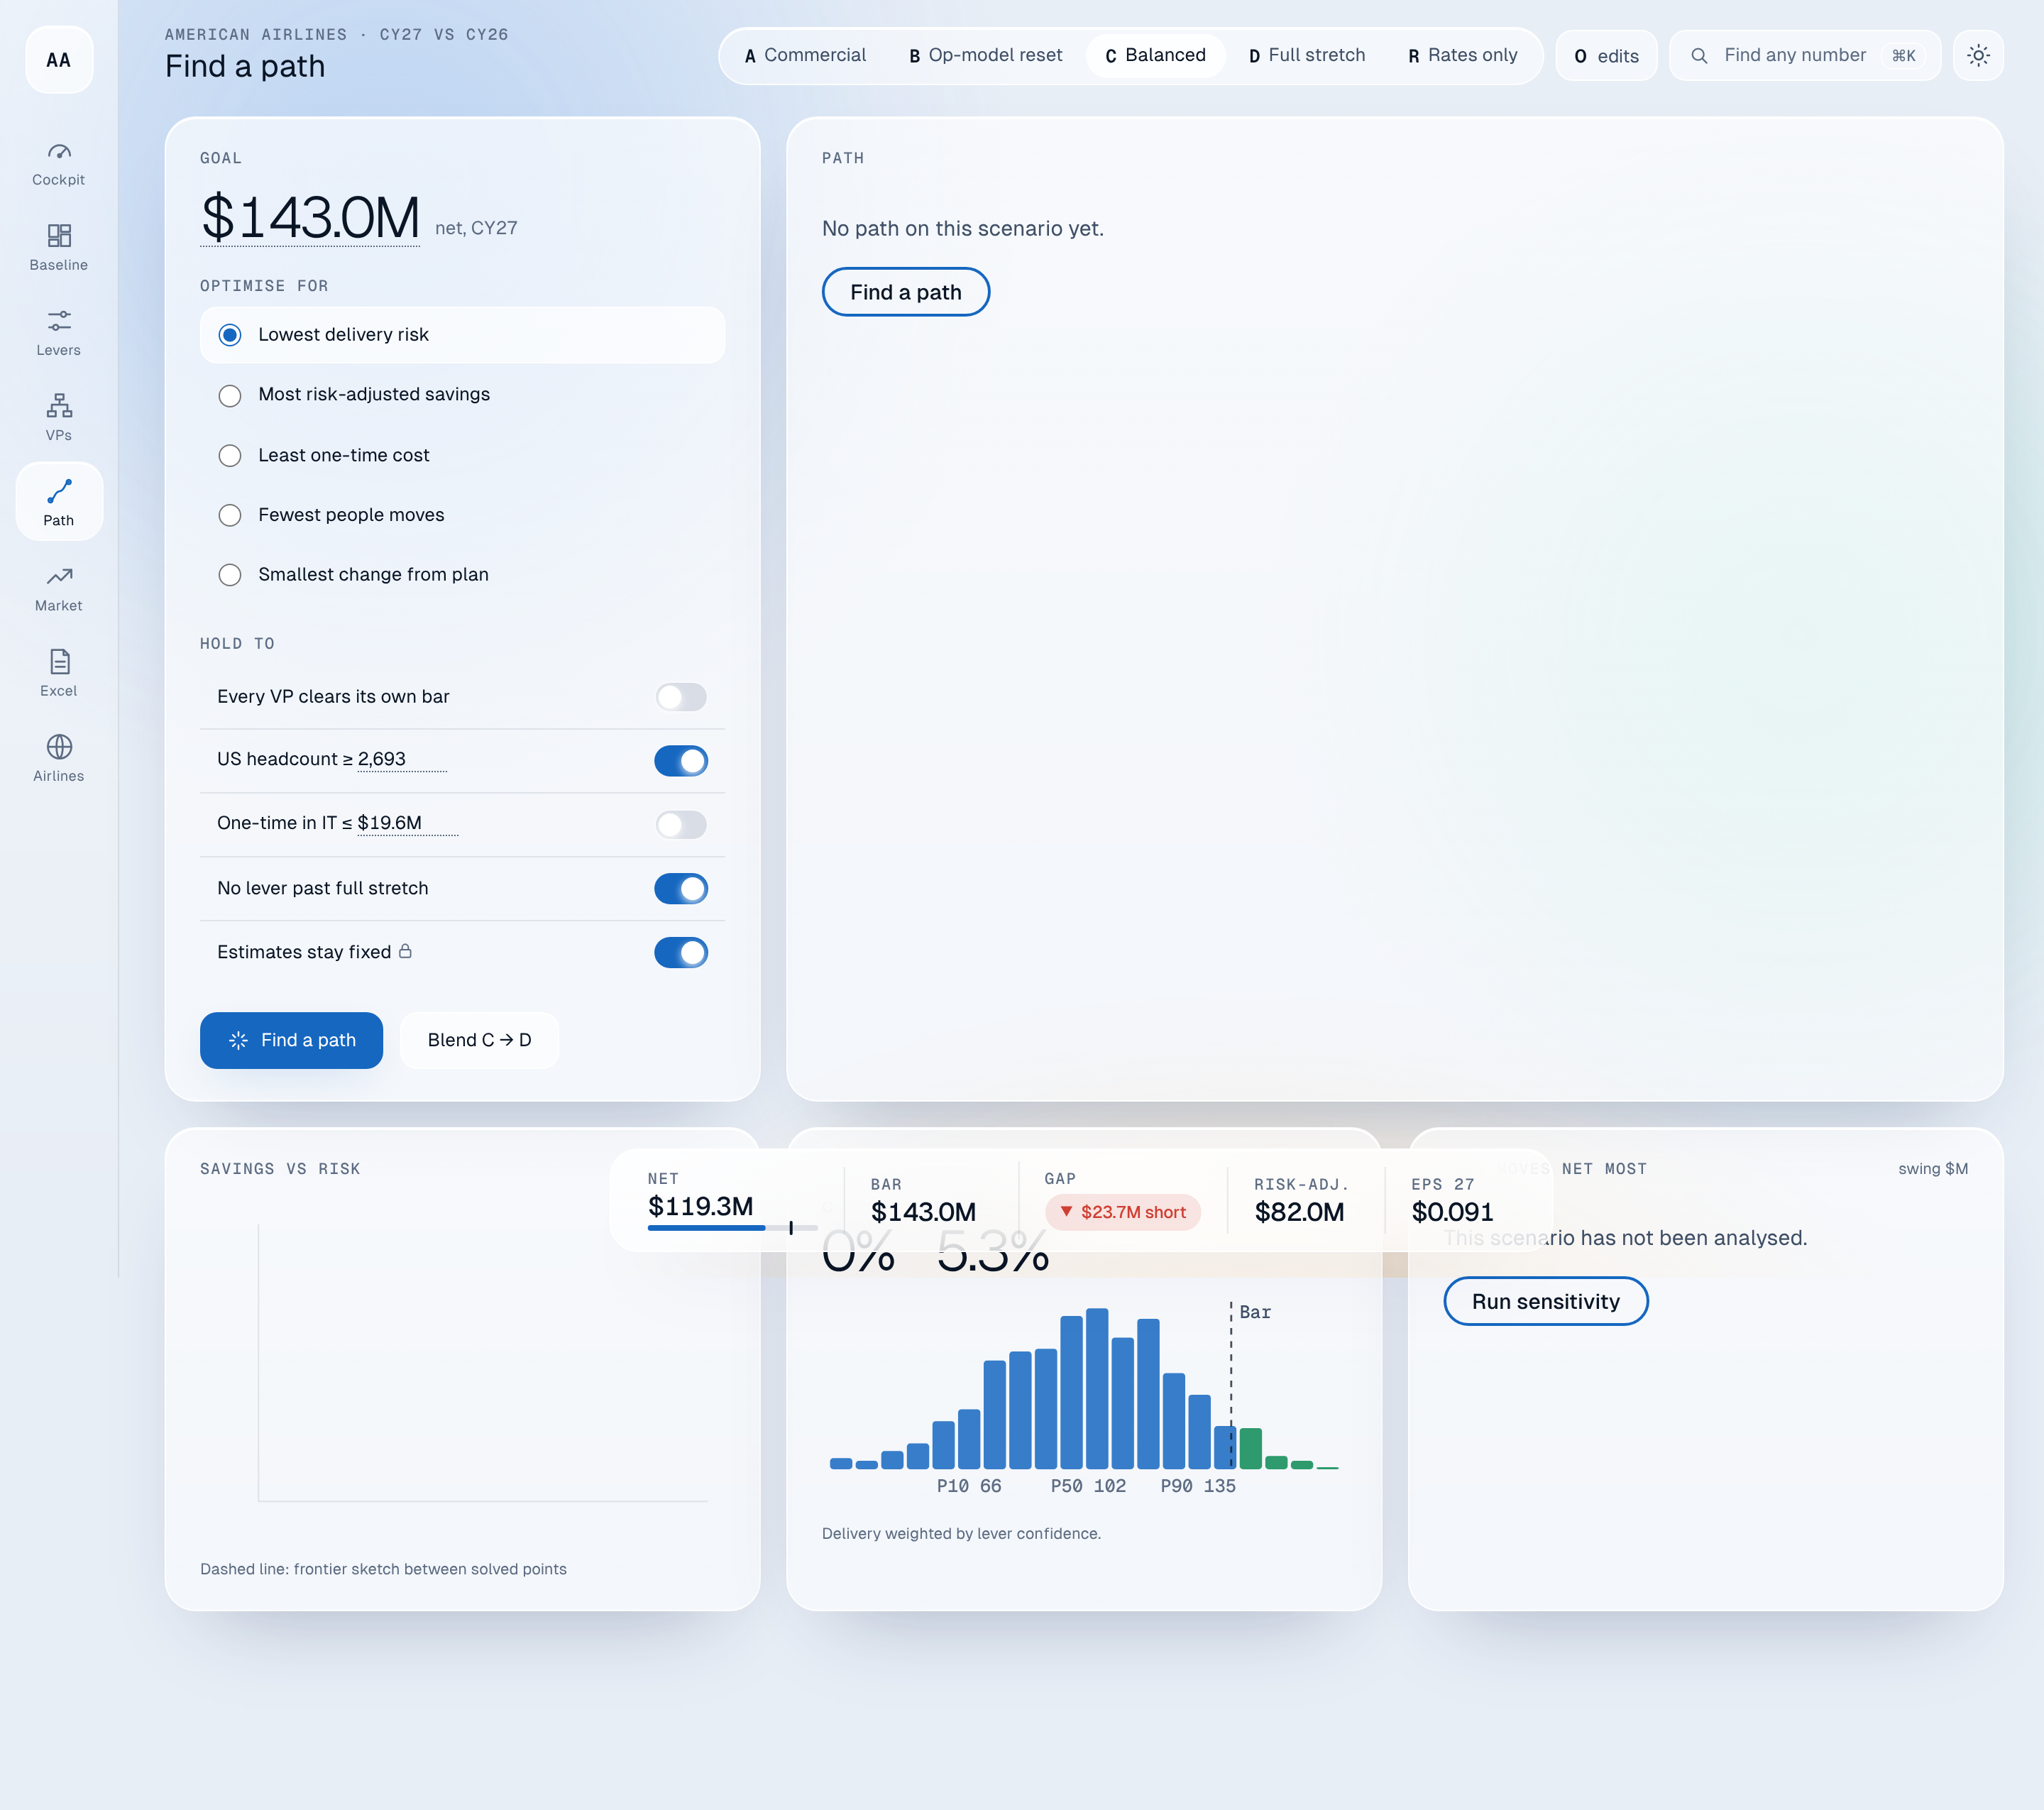 AA
AMERICAN AIRLINES · CY27 VS CY26
Find a path
A Commercial
B Op-model reset
C Balanced
D Full stretch
R Rates only
0 edits
Find any number ⌘K
Cockpit
Baseline
Levers
VPs
Path
Market
Excel
Airlines
GOAL
$143.0M net, CY27
OPTIMISE FOR
Lowest delivery risk
Most risk-adjusted savings
Least one-time cost
Fewest people moves
Smallest change from plan
HOLD TO
Every VP clears its own bar
US headcount ≥ 2,693
One-time in IT ≤ $19.6M
No lever past full stretch
Estimates stay fixed
Find a path
Blend C → D
PATH
No path on this scenario yet.
Find a path
SAVINGS VS RISK
Dashed line: frontier sketch between solved points
NET
$119.3M
BAR
$143.0M
GAP
▼ $23.7M short
RISK-ADJ.
$82.0M
EPS 27
$0.091
0% 5.3%
Bar
P10 66
P50 102
P90 135
Delivery weighted by lever confidence.
NET MOST
swing $M
This scenario has not been analysed.
Run sensitivity